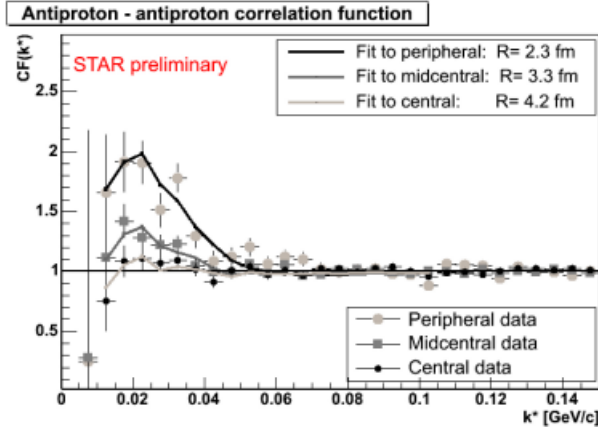 Antiproton - antiproton correlation function
CF(k*)
STAR preliminary
Fit to peripheral: R= 2.3 fm
Fit to midcentral: R= 3.3 fm
Fit to central: R= 4.2 fm
2.5
2
1.5
1
0.5
Peripheral data
Midcentral data
Central data
0 0.02 0.04 0.06 0.08 0.1 0.12 0.14
k* [GeV/c]